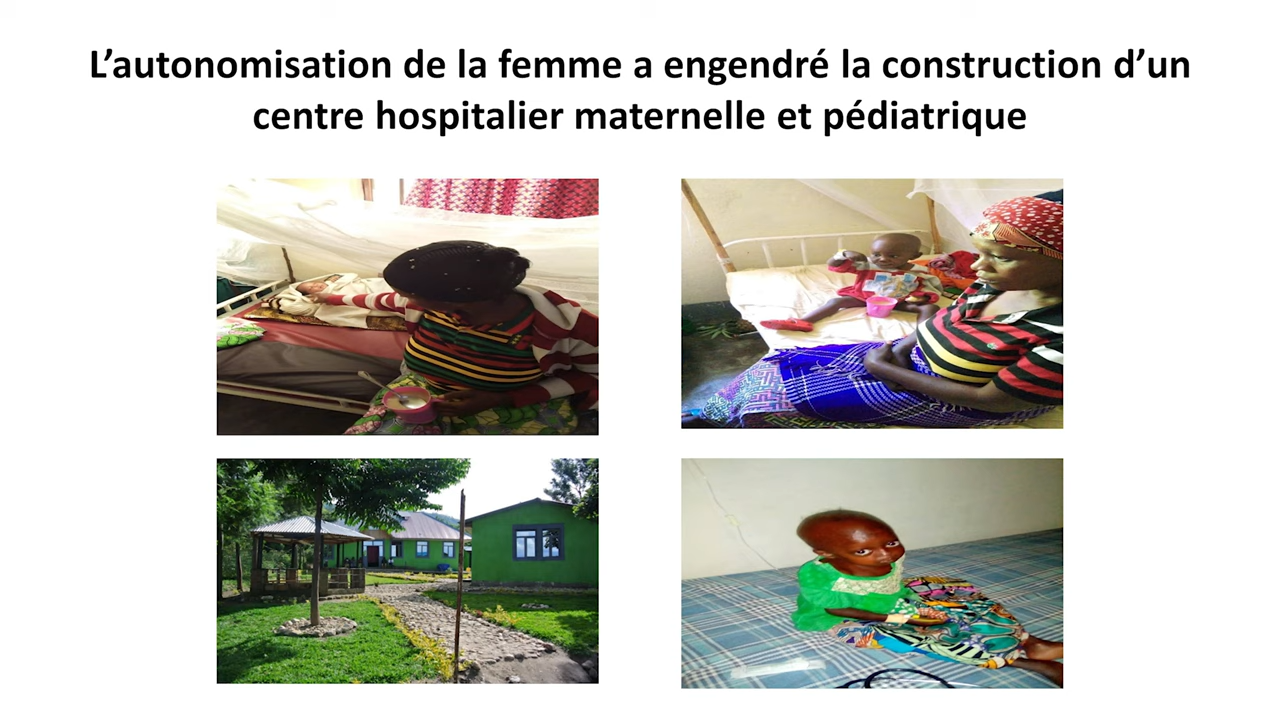 L’autonomisation de la femme a engendré la construction d’un
centre hospitalier maternelle et pédiatrique